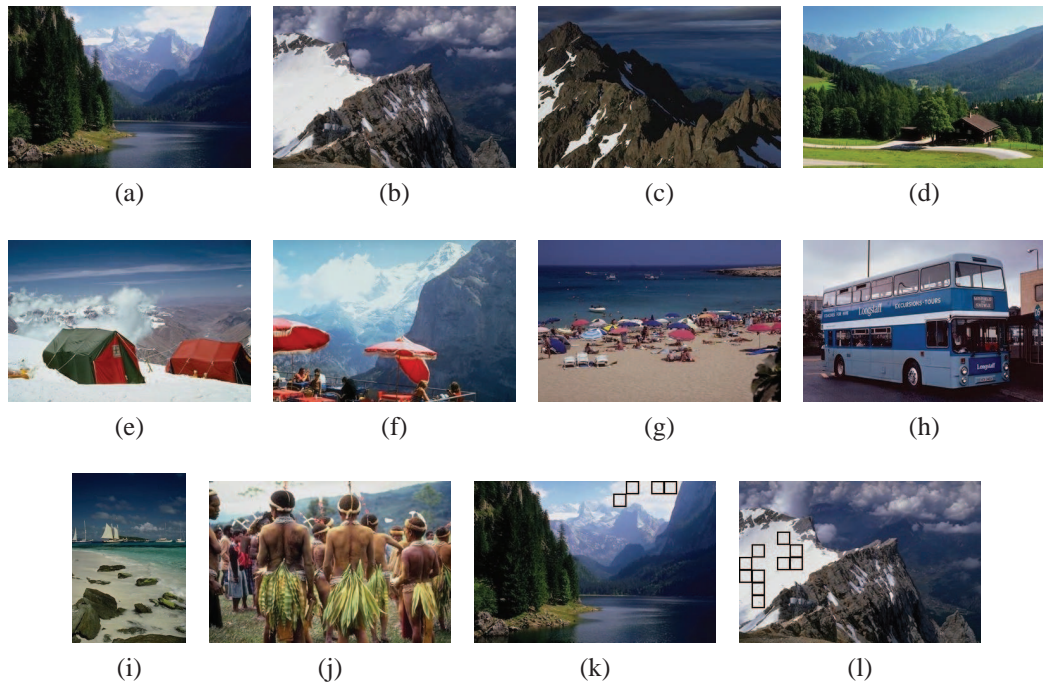 (a)
(b)
(c)
(d)
Longstaff
EXCURSIONS · TOURS
Longstaff
(e)
(f)
(g)
(h)
(i)
(j)
(k)
(l)